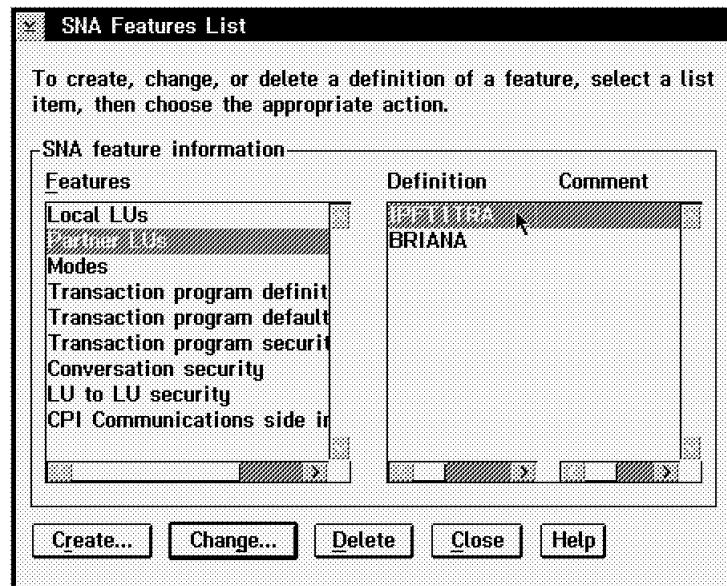 SNA Features List
To create, change, or delete a definition of a feature, select a list
item, then choose the appropriate action.
SNA feature information
Features
Definition Comment
Local LUs
Partner LUs
Modes
Transaction program definit
Transaction program default
Transaction program securit
Conversation security
LU to LU security
CPI Communications side in
BRIANA
Create... Change... Delete Close Help